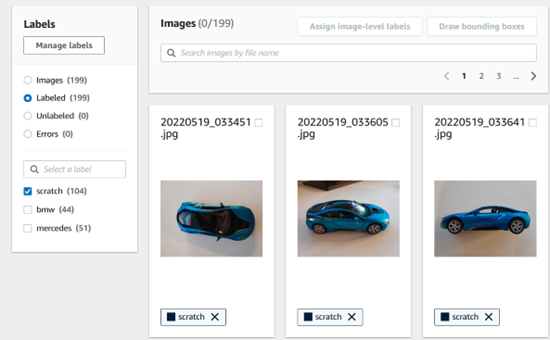 Labels
Manage labels
Images (199)
Labeled (199)
Unlabeled (0)
Errors (0)
Select a label
scratch (104)
bmw (44)
mercedes (51)
Images (0/199)
Assign image-level labels
Draw bounding boxes
Search images by file name
1 2 3 ...
20220519_033451
.jpg
20220519_033605
.jpg
20220519_033641
.jpg
scratch
scratch
scratch